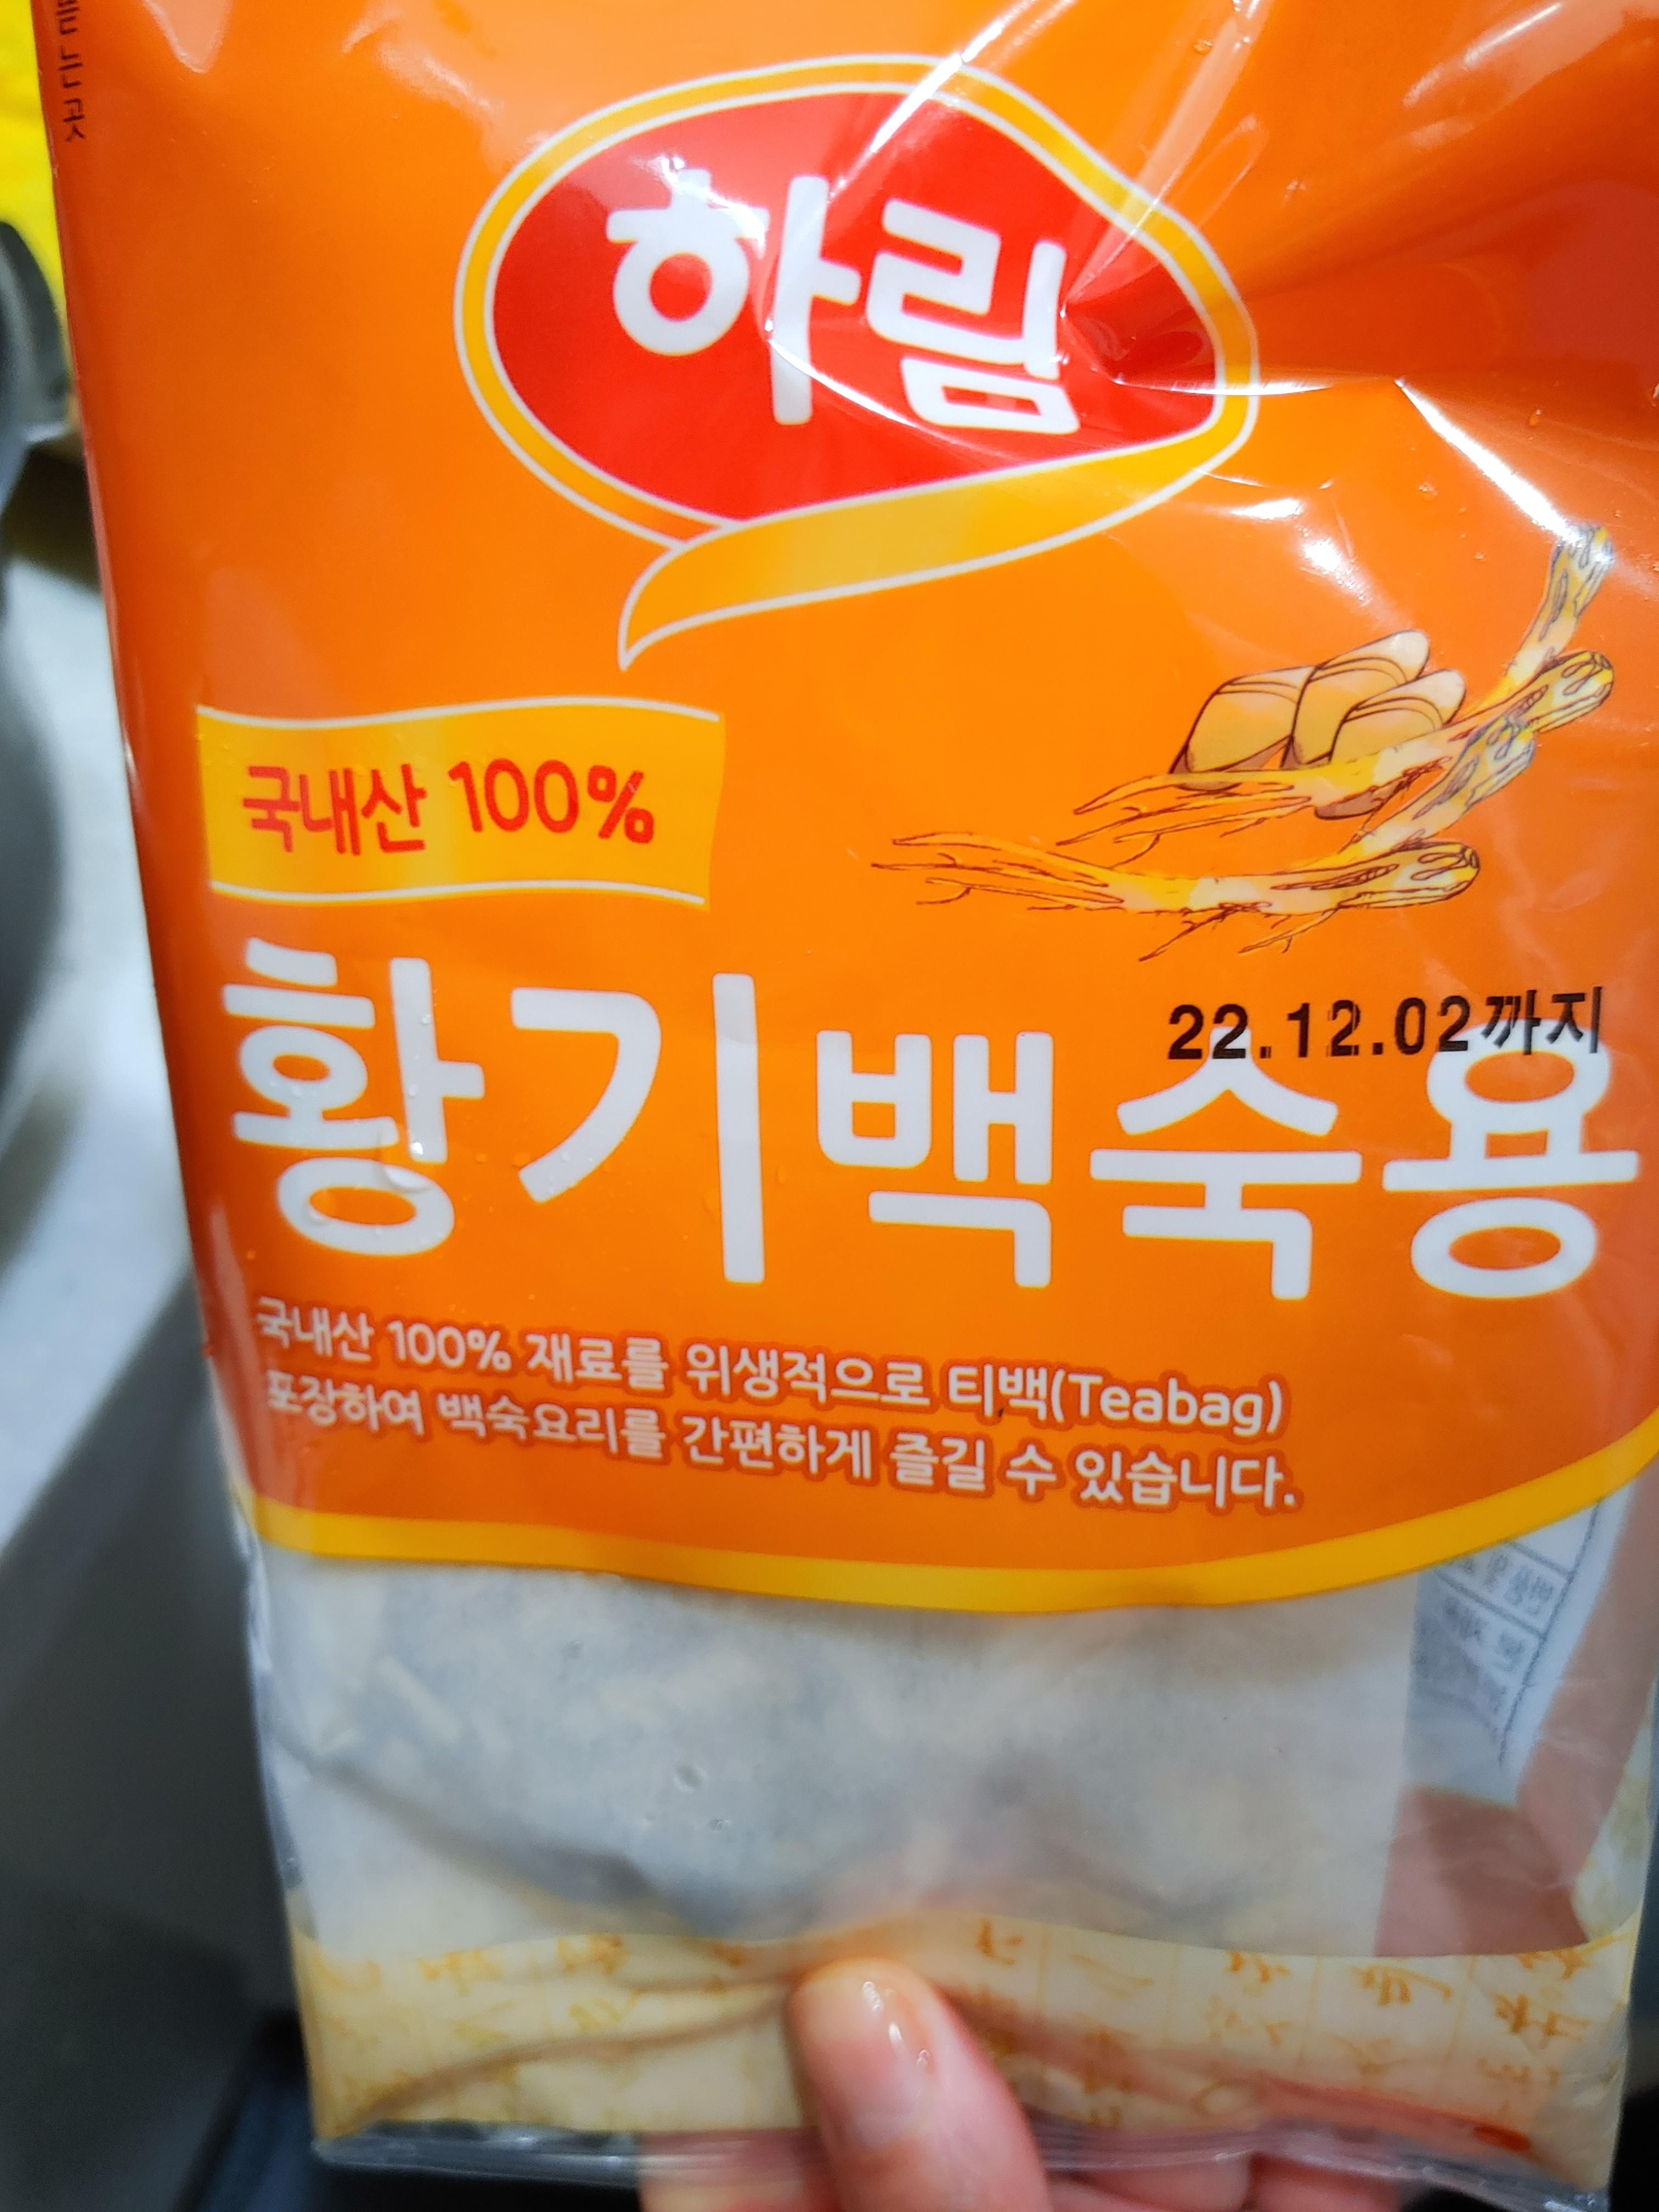 하림
국내산 100%
22.12.02까지
황기백숙용
국내산 100% 재료를 위생적으로 티백(Teabag)
포장하여 백숙요리를 간편하게 즐길 수 있습니다.